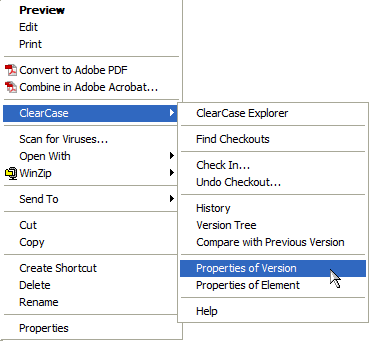 Preview
Edit
Print
Convert to Adobe PDF
Combine in Adobe Acrobat...
ClearCase
Scan for Viruses...
Open With
WinZip
Send To
Cut
Copy
Create Shortcut
Delete
Rename
Properties
ClearCase Explorer
Find Checkouts
Check In...
Undo Checkout...
History
Version Tree
Compare with Previous Version
Properties of Version
Properties of Element
Help